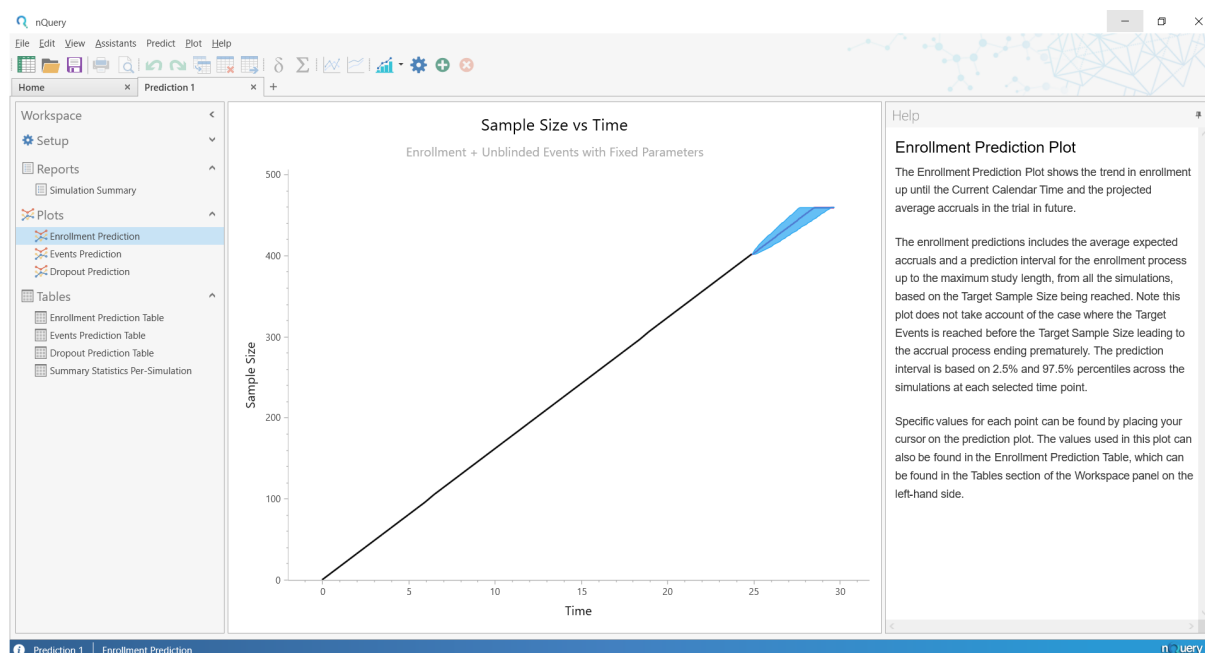 nQuery
File Edit View Assistants Predict Plot Help
Home × Prediction 1 × +
Workspace
Setup
Reports
Simulation Summary
Plots
Enrollment Prediction
Events Prediction
Dropout Prediction
Tables
Enrollment Prediction Table
Events Prediction Table
Dropout Prediction Table
Summary Statistics Per-Simulation
Sample Size vs Time
Enrollment + Unblinded Events with Fixed Parameters
Sample Size
500
400
300
200
100
0
0 5 10 15 20 25 30
Time
Help
Enrollment Prediction Plot
The Enrollment Prediction Plot shows the trend in enrollment
up until the Current Calendar Time and the projected
average accruals in the trial in future.
The enrollment predictions includes the average expected
accruals and a prediction interval for the enrollment process
up to the maximum study length, from all the simulations,
based on the Target Sample Size being reached. Note this
plot does not take account of the case where the Target
Events is reached before the Target Sample Size leading to
the accrual process ending prematurely. The prediction
interval is based on 2.5% and 97.5% percentiles across the
simulations at each selected time point.
Specific values for each point can be found by placing your
cursor on the prediction plot. The values used in this plot can
also be found in the Enrollment Prediction Table, which can
be found in the Tables section of the Workspace panel on the
left-hand side.
Prediction 1 | Enrollment Prediction
nQuery